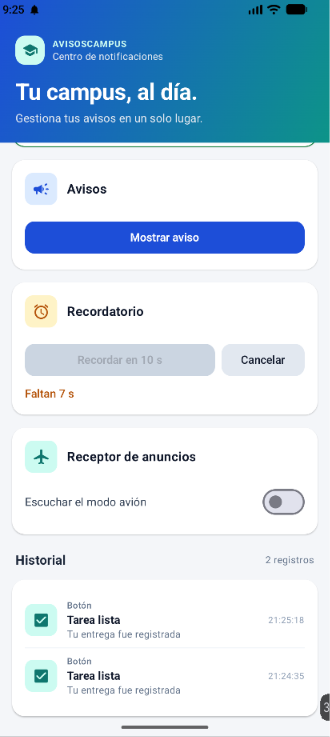 9:25
AVISOSCAMPUS
Centro de notificaciones
Tu campus, al día.
Gestiona tus avisos en un solo lugar.
Avisos
Mostrar aviso
Recordatorio
Recordar en 10 s
Cancelar
Faltan 7 s
Receptor de anuncios
Escuchar el modo avión
Historial
2 registros
Botón
Tarea lista
21:25:18
Tu entrega fue registrada
Botón
Tarea lista
21:24:35
Tu entrega fue registrada
3